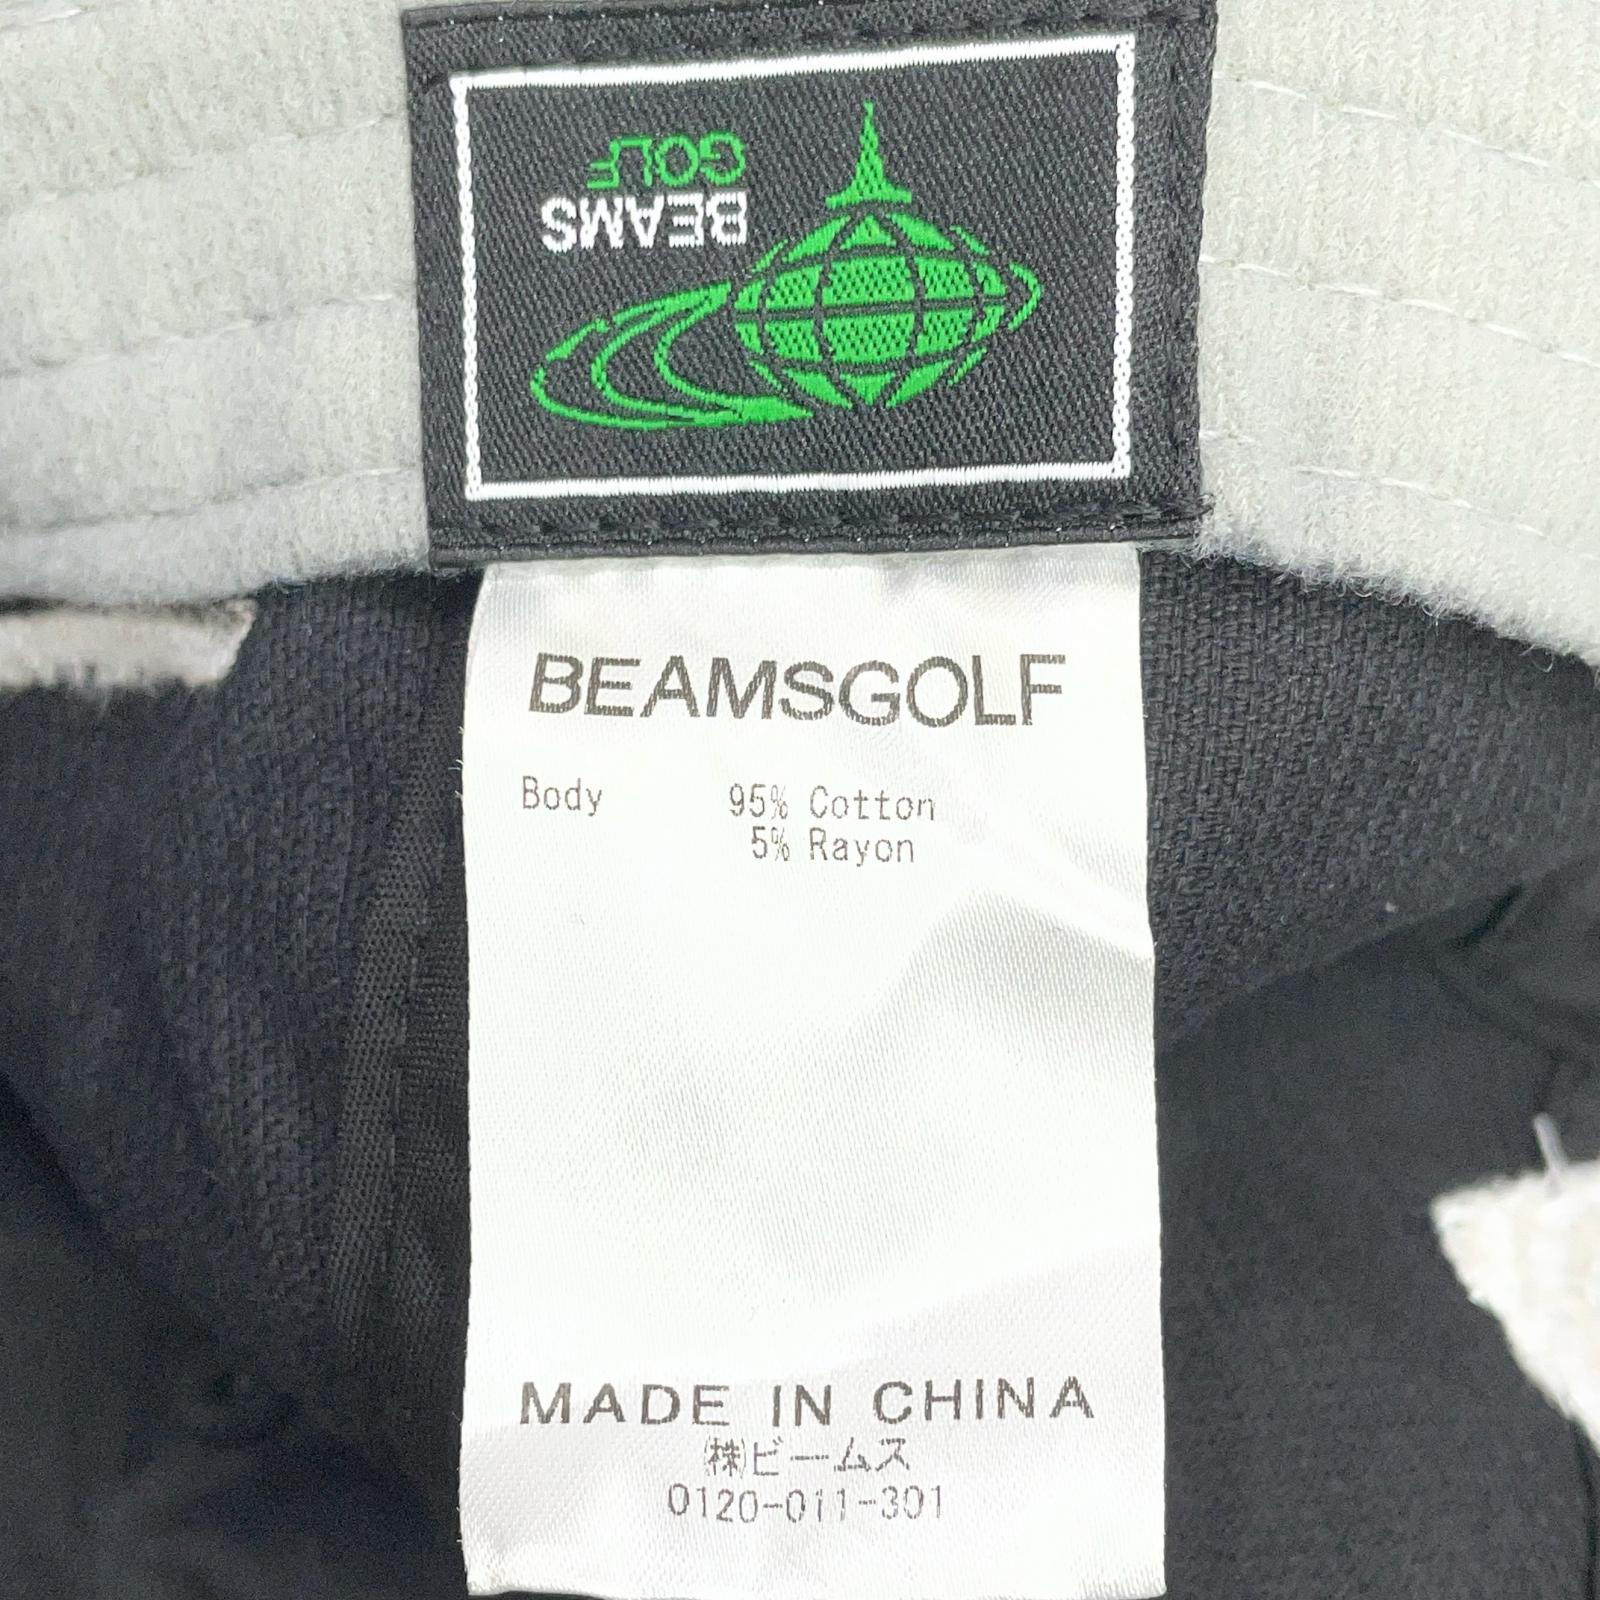 BEAMS
GOLF
BEAMSGOLF
Body 95% Cotton
5% Rayon
MADE IN CHINA
㈱ビームス
0120-011-301